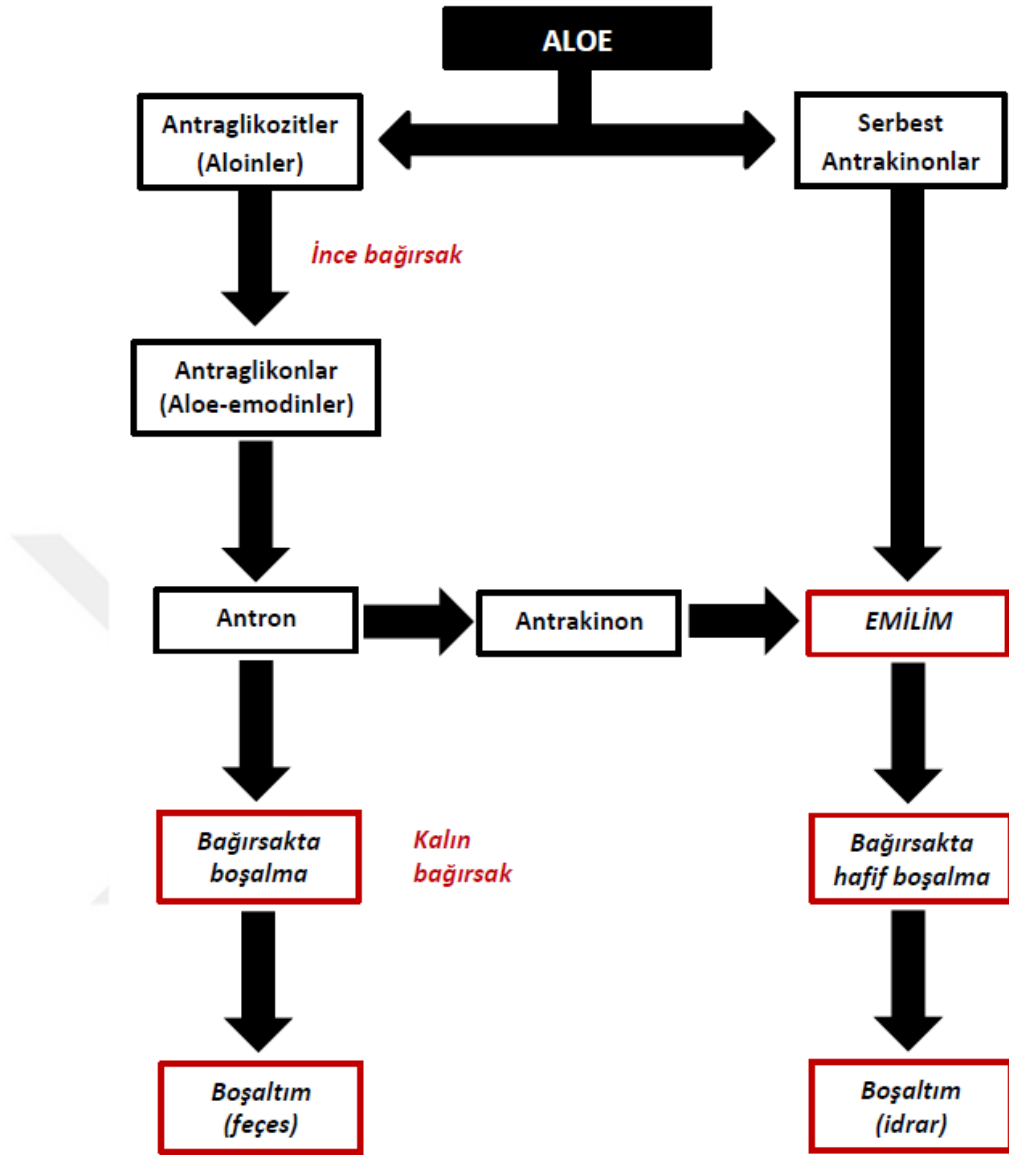 ALOE
Antraglikozitler
(Aloinler)
Serbest
Antrakinonlar
İnce bağırsak
Antraglikonlar
(Aloe-emodinler)
Antron
Antrakinon
EMİLİM
Bağırsakta
boşalma
Kalın
bağırsak
Bağırsakta
hafif boşalma
Boşaltım
(feçes)
Boşaltım
(idrar)